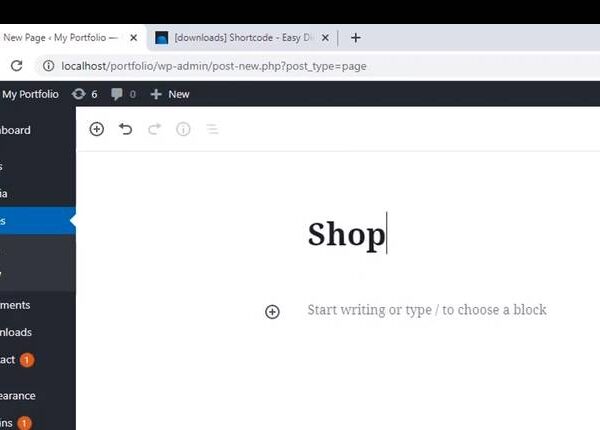 New Page ‹ My Portfolio —
[downloads] Shortcode - Easy Di
localhost/portfolio/wp-admin/post-new.php?post_type=page
My Portfolio 6 0 New
board
s
ia
es
Shop
Start writing or type / to choose a block
ments
nloads
tact 1
earance
ins 1